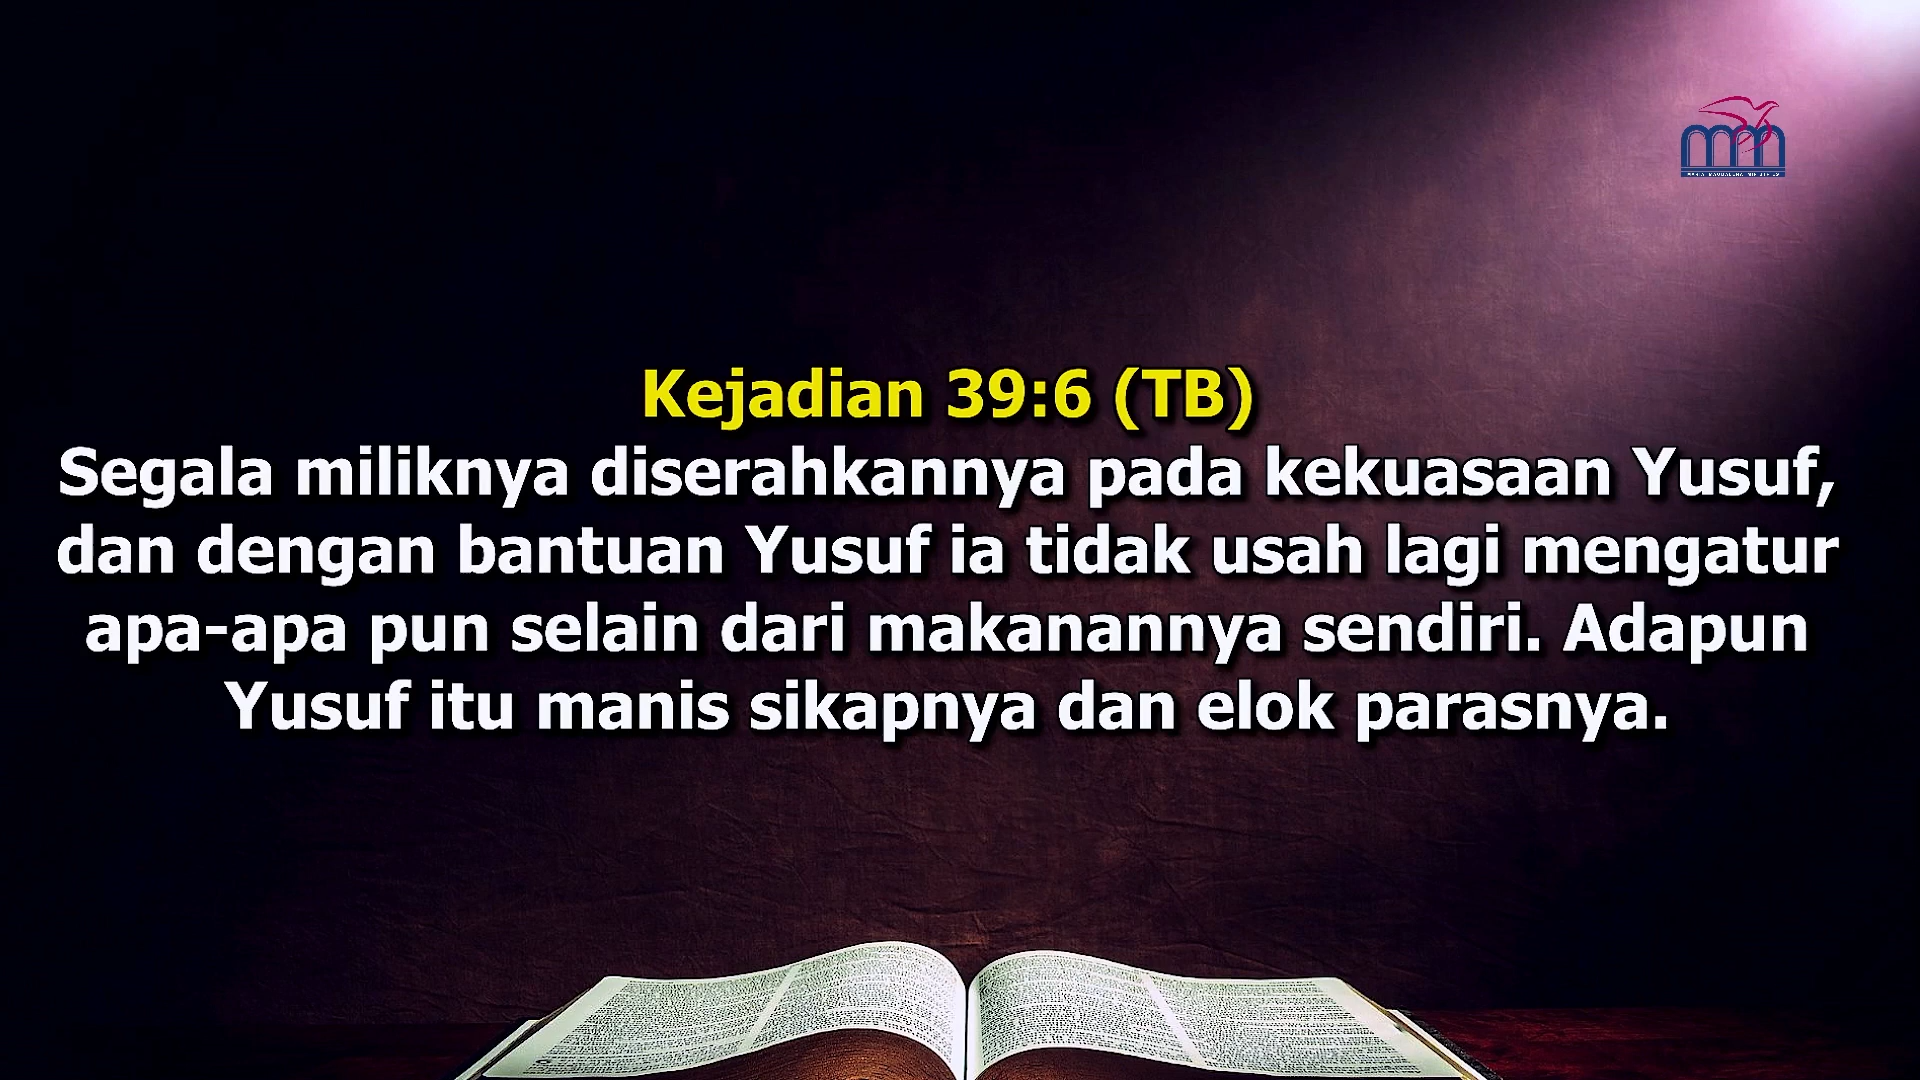 Kejadian 39:6 (TB)
Segala miliknya diserahkannya pada kekuasaan Yusuf,
dan dengan bantuan Yusuf ia tidak usah lagi mengatur
apa-apa pun selain dari makanannya sendiri. Adapun
Yusuf itu manis sikapnya dan elok parasnya.